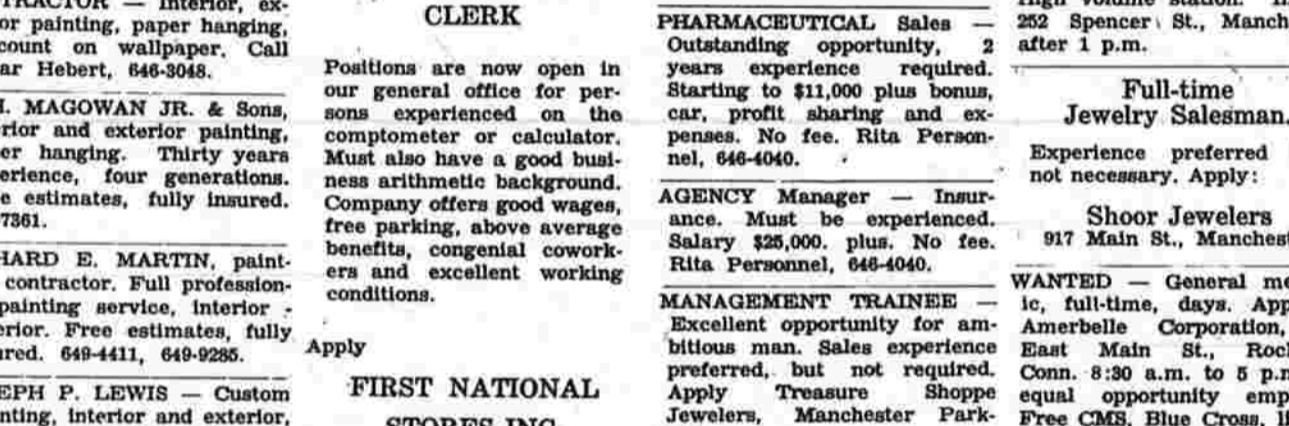 Interior, ex-
or painting, paper hanging,
count on wallpaper. Call
ar Hebert, 646-3048.
MAGOWAN JR. & Sons,
rior and exterior painting,
er hanging. Thirty years
erience, four generations.
e estimates, fully insured.
7361.
HARD E. MARTIN, paint-
contractor. Full profession-
painting service, interior -
erior. Free estimates, fully
ured. 649-4411, 649-9285.
EPH P. LEWIS — Custom
nting, interior and exterior,
CLERK
Positions are now open in
our general office for per-
sons experienced on the
comptometer or calculator.
Must also have a good busi-
ness arithmetic background.
Company offers good wages,
free parking, above average
benefits, congenial cowork-
ers and excellent working
conditions.
Apply
FIRST NATIONAL
STORES INC.
PHARMACEUTICAL Sales —
Outstanding opportunity, 2
years experience required.
Starting to $11,000 plus bonus,
car, profit sharing and ex-
penses. No fee. Rita Person-
nel, 646-4040.
AGENCY Manager — Insur-
ance. Must be experienced.
Salary $25,000. plus. No fee.
Rita Personnel, 646-4040.
MANAGEMENT TRAINEE —
Excellent opportunity for am-
bitious man. Sales experience
preferred, but not required.
Apply Treasure Shoppe
Jewelers, Manchester Park-
High volume station.
252 Spencer St., Manch
after 1 p.m.
Full-time
Jewelry Salesman.
Experience preferred
not necessary. Apply:
Shoor Jewelers
917 Main St., Manchest
WANTED — General me
ic, full-time, days. App
Amerbelle Corporation,
East Main St., Rock
Conn. 8:30 a.m. to 5 p.m
equal opportunity emp
Free CMS, Blue Cross, li